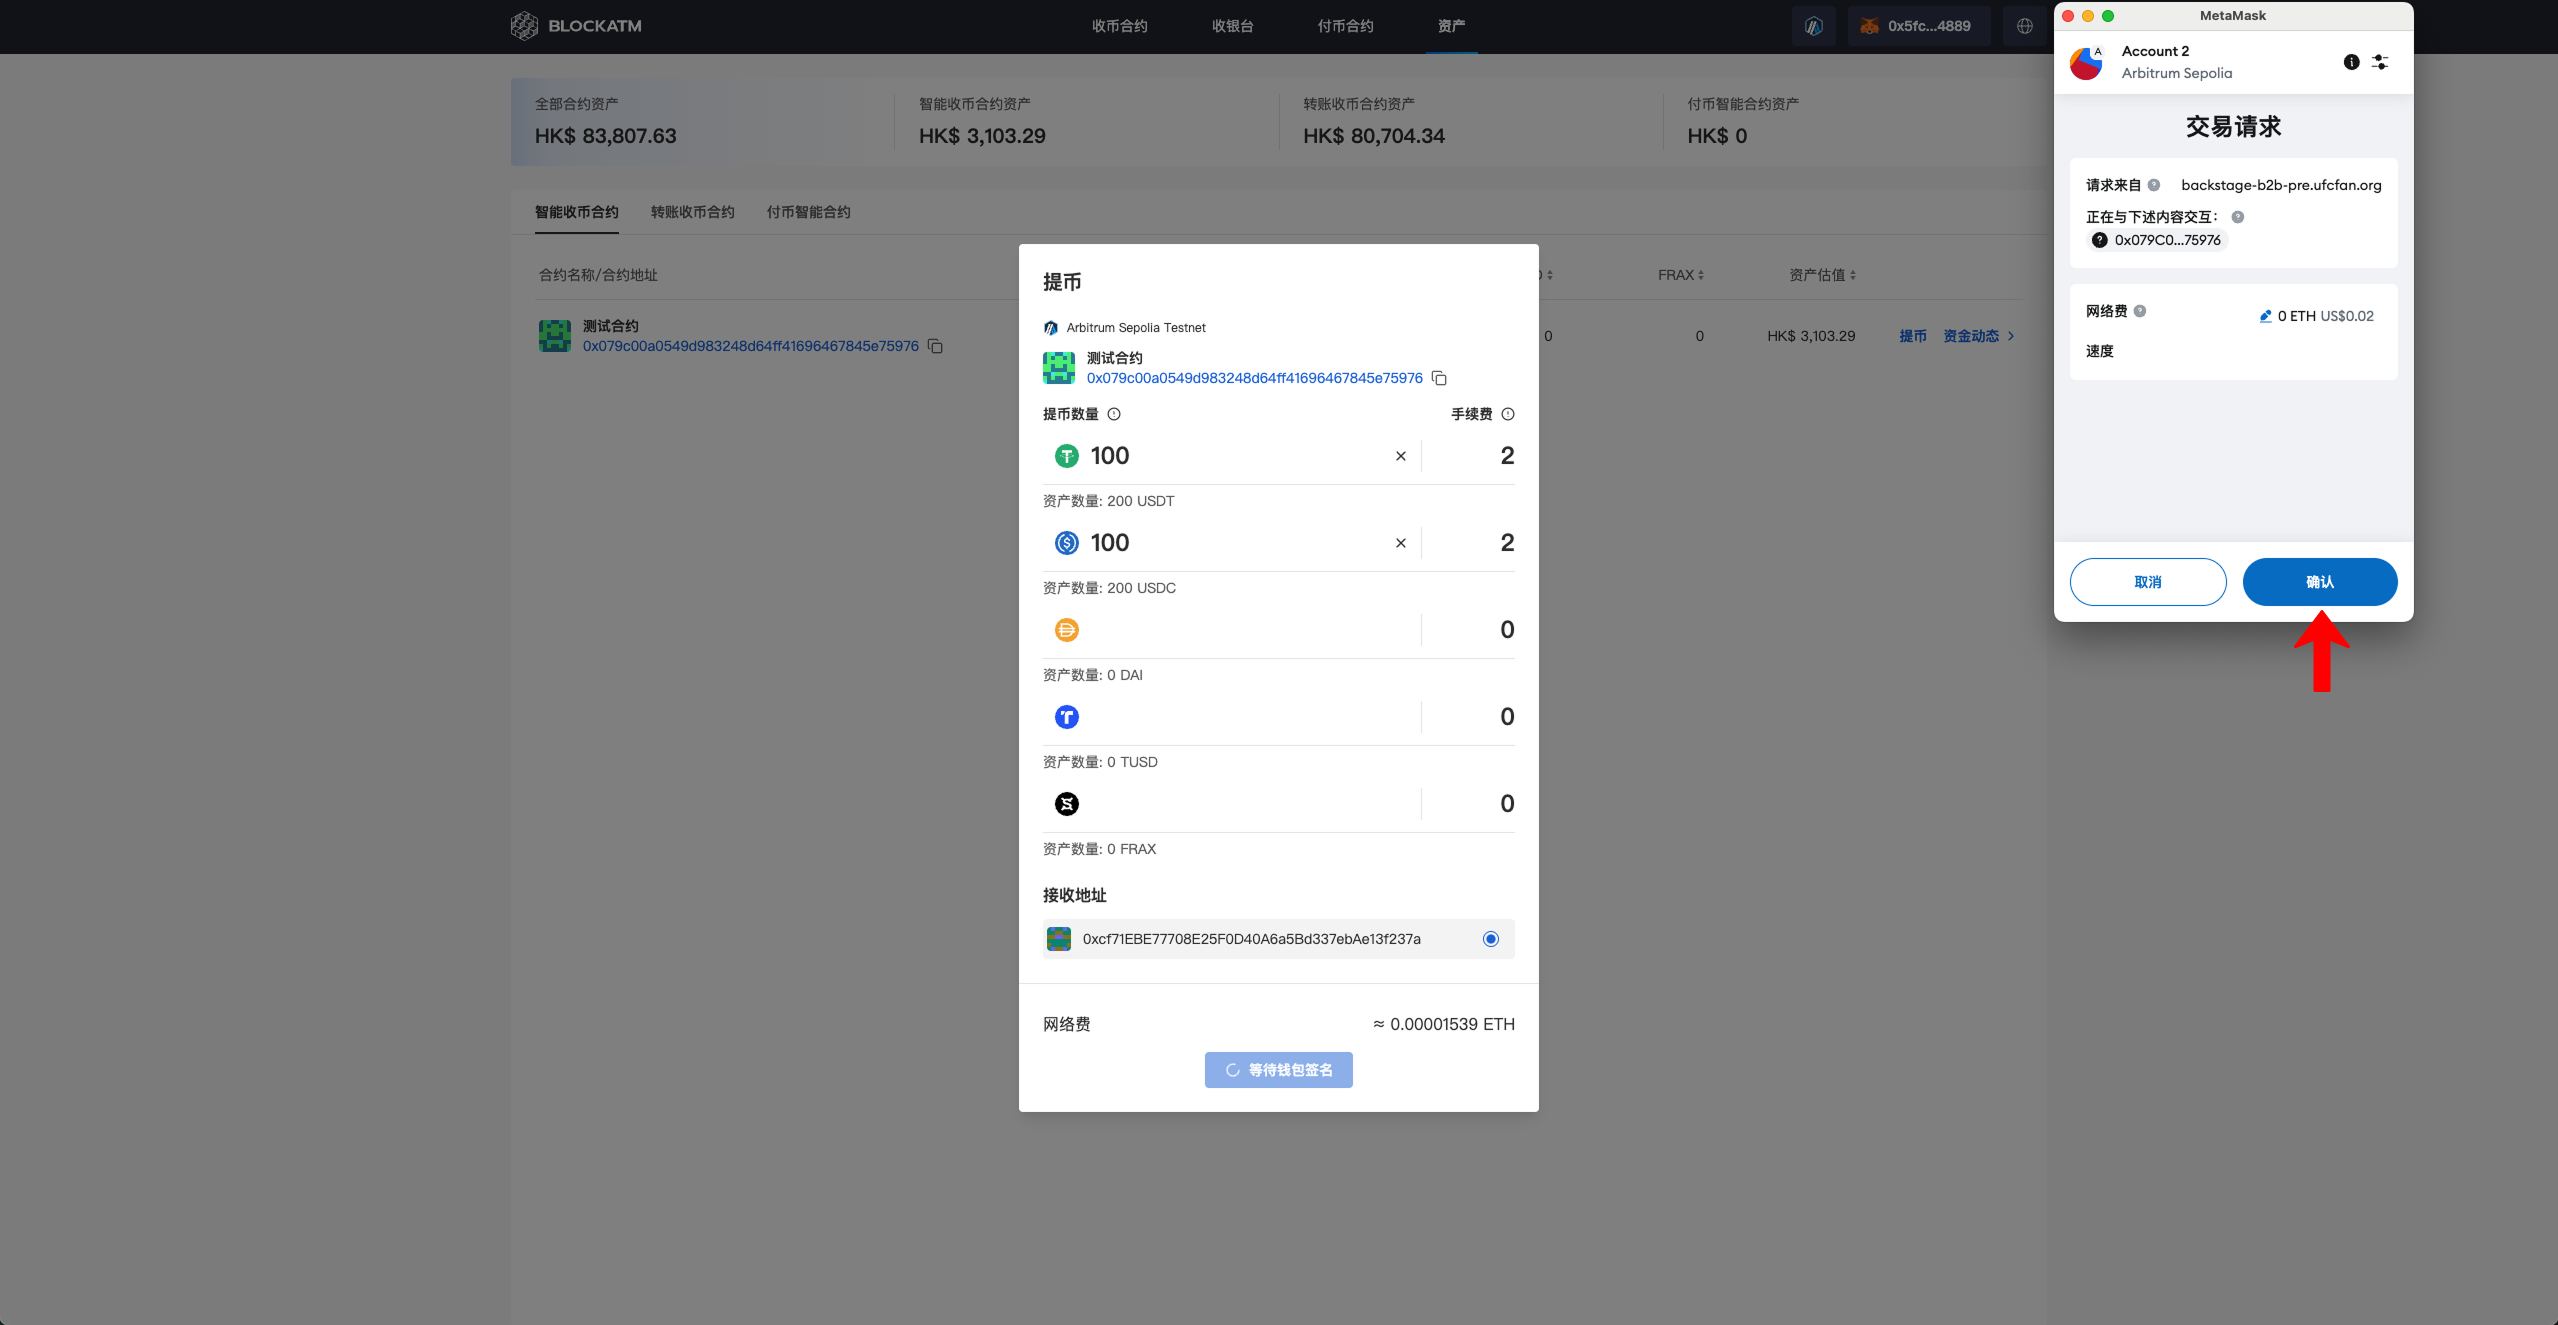 BLOCKATM
收币合约
收银台
付币合约
资产
0x5fc...4889
全部合约资产
HK$ 83,807.63
智能收币合约资产
HK$ 3,103.29
转账收币合约资产
HK$ 80,704.34
付币智能合约资产
HK$ 0
智能收币合约
转账收币合约
付币智能合约
合约名称/合约地址
FRAX
资产估值
测试合约
0x079c00a0549d983248d64ff41696467845e75976
0
0
HK$ 3,103.29
提币
资金动态
提币
Arbitrum Sepolia Testnet
测试合约
0x079c00a0549d983248d64ff41696467845e75976
提币数量
手续费
100
2
资产数量: 200 USDT
100
2
资产数量: 200 USDC
0
资产数量: 0 DAI
0
资产数量: 0 TUSD
0
资产数量: 0 FRAX
接收地址
0xcf71EBE77708E25F0D40A6a5Bd337ebAe13f237a
网络费
≈ 0.00001539 ETH
等待钱包签名
MetaMask
A
Account 2
Arbitrum Sepolia
交易请求
请求来自
backstage-b2b-pre.ufcfan.org
正在与下述内容交互：
0x079C0...75976
网络费
0 ETH US$0.02
速度
取消
确认